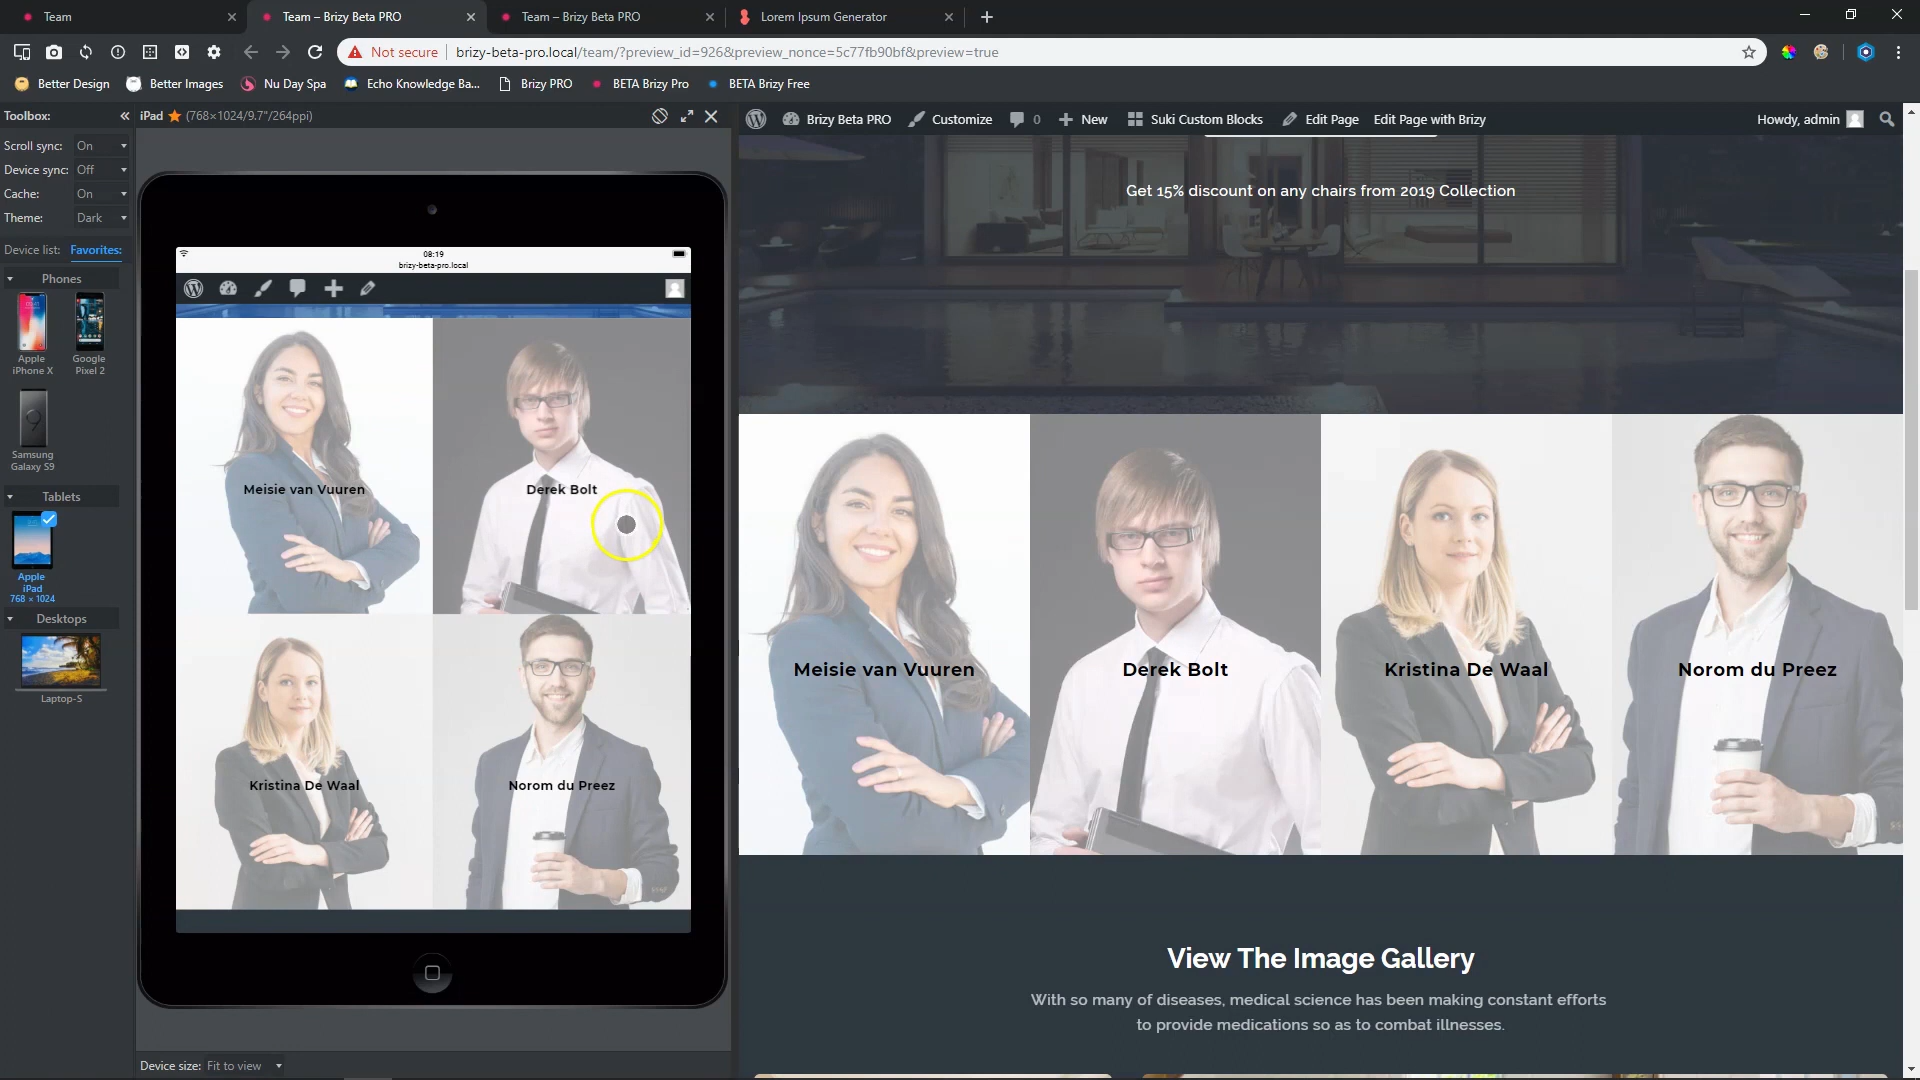 Team
Team – Brizy Beta PRO
Team – Brizy Beta PRO
Lorem Ipsum Generator
Not secure
brizy-beta-pro.local/team/?preview_id=926&preview_nonce=5c77fb90bf&preview=true
Better Design
Better Images
Nu Day Spa
Echo Knowledge Ba...
Brizy PRO
BETA Brizy Pro
BETA Brizy Free
Toolbox:
iPad
(768×1024/9.7"/264ppi)
Scroll sync: On
Device sync: Off
Cache: On
Theme: Dark
Device list: Favorites:
Phones
Apple
iPhone X
Google
Pixel 2
Samsung
Galaxy S9
Tablets
Apple
iPad
768 × 1024
Desktops
Laptop-S
08:19
brizy-beta-pro.local
Meisie van Vuuren
Derek Bolt
Kristina De Waal
Norom du Preez
Device size: Fit to view
Brizy Beta PRO
Customize
0
New
Suki Custom Blocks
Edit Page
Edit Page with Brizy
Howdy, admin
Get 15% discount on any chairs from 2019 Collection
Meisie van Vuuren
Derek Bolt
Kristina De Waal
Norom du Preez
View The Image Gallery
With so many of diseases, medical science has been making constant efforts
to provide medications so as to combat illnesses.